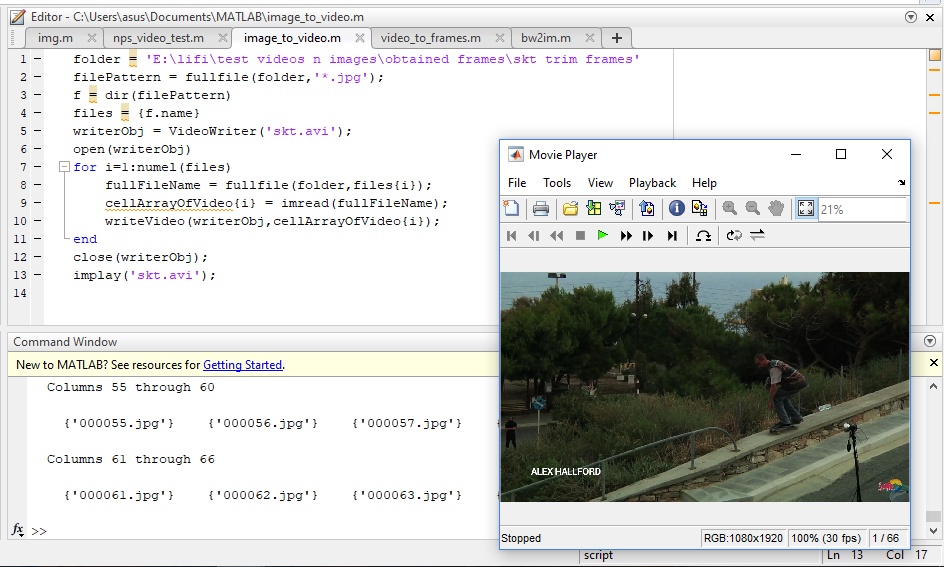 Editor - C:\Users\asus\Documents\MATLAB\image_to_video.m
img.m nps_video_test.m image_to_video.m video_to_frames.m bw2im.m
1 folder = 'E:\lifi\test videos n images\obtained frames\skt trim frames'
2 filePattern = fullfile(folder,'*.jpg');
3 f = dir(filePattern)
4 files = {f.name}
5 writerObj = VideoWriter('skt.avi');
6 open(writerObj)
7 for i=1:numel(files)
8 fullFileName = fullfile(folder,files{i});
9 cellArrayOfVideo{i} = imread(fullFileName);
10 writeVideo(writerObj,cellArrayOfVideo{i});
11 end
12 close(writerObj);
13 implay('skt.avi');
14
Command Window
New to MATLAB? See resources for Getting Started.
Columns 55 through 60
{'000055.jpg'} {'000056.jpg'} {'000057.jpg'}
Columns 61 through 66
{'000061.jpg'} {'000062.jpg'} {'000063.jpg'}
fx >>
Movie Player
File Tools View Playback Help
21%
ALEX HALLFORD
Stopped RGB:1080x1920 100% (30 fps) 1 / 66
script Ln 13 Col 17